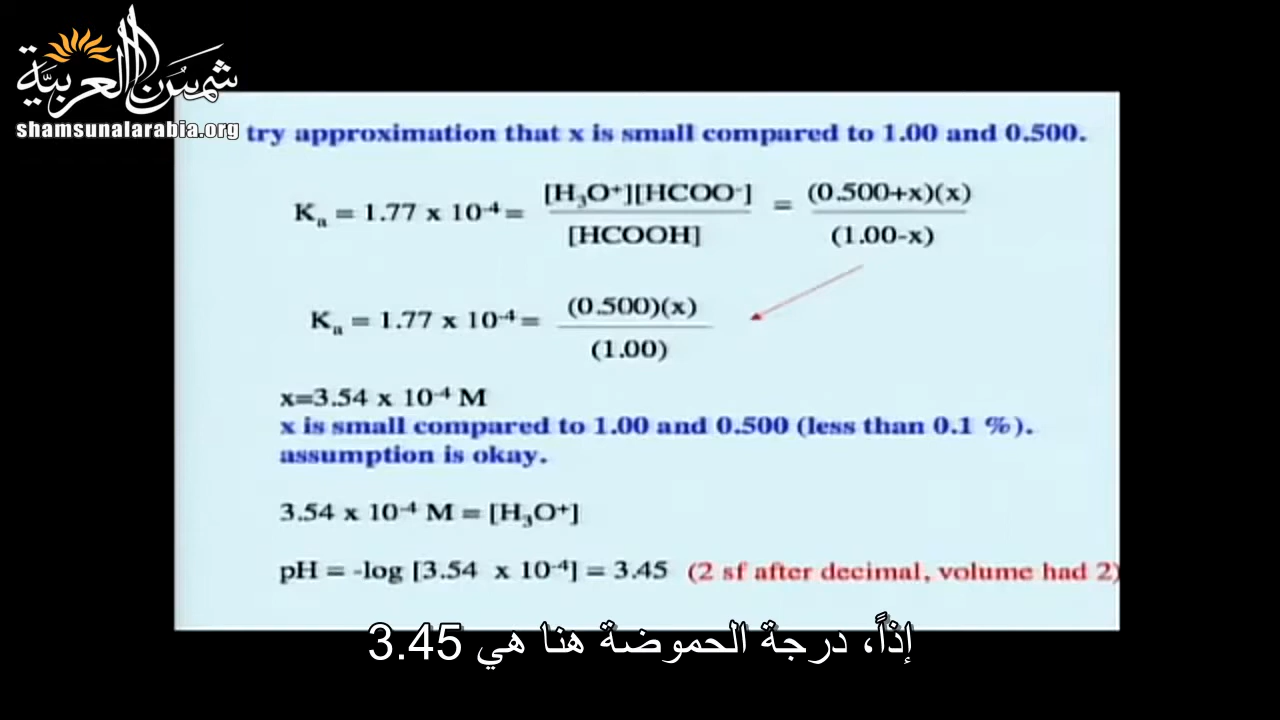 شمس العربية
shamsunalarabia.org
try approximation that x is small compared to 1.00 and 0.500.
Kₐ = 1.77 x 10⁻⁴ = [H₃O⁺][HCOO⁻] / [HCOOH] = (0.500+x)(x) / (1.00-x)
Kₐ = 1.77 x 10⁻⁴ = (0.500)(x) / (1.00)
x=3.54 x 10⁻⁴ M
x is small compared to 1.00 and 0.500 (less than 0.1 %).
assumption is okay.
3.54 x 10⁻⁴ M = [H₃O⁺]
pH = -log [3.54 x 10⁻⁴] = 3.45 (2 sf after decimal, volume had 2)
إذاً، درجة الحموضة هنا هي 3.45